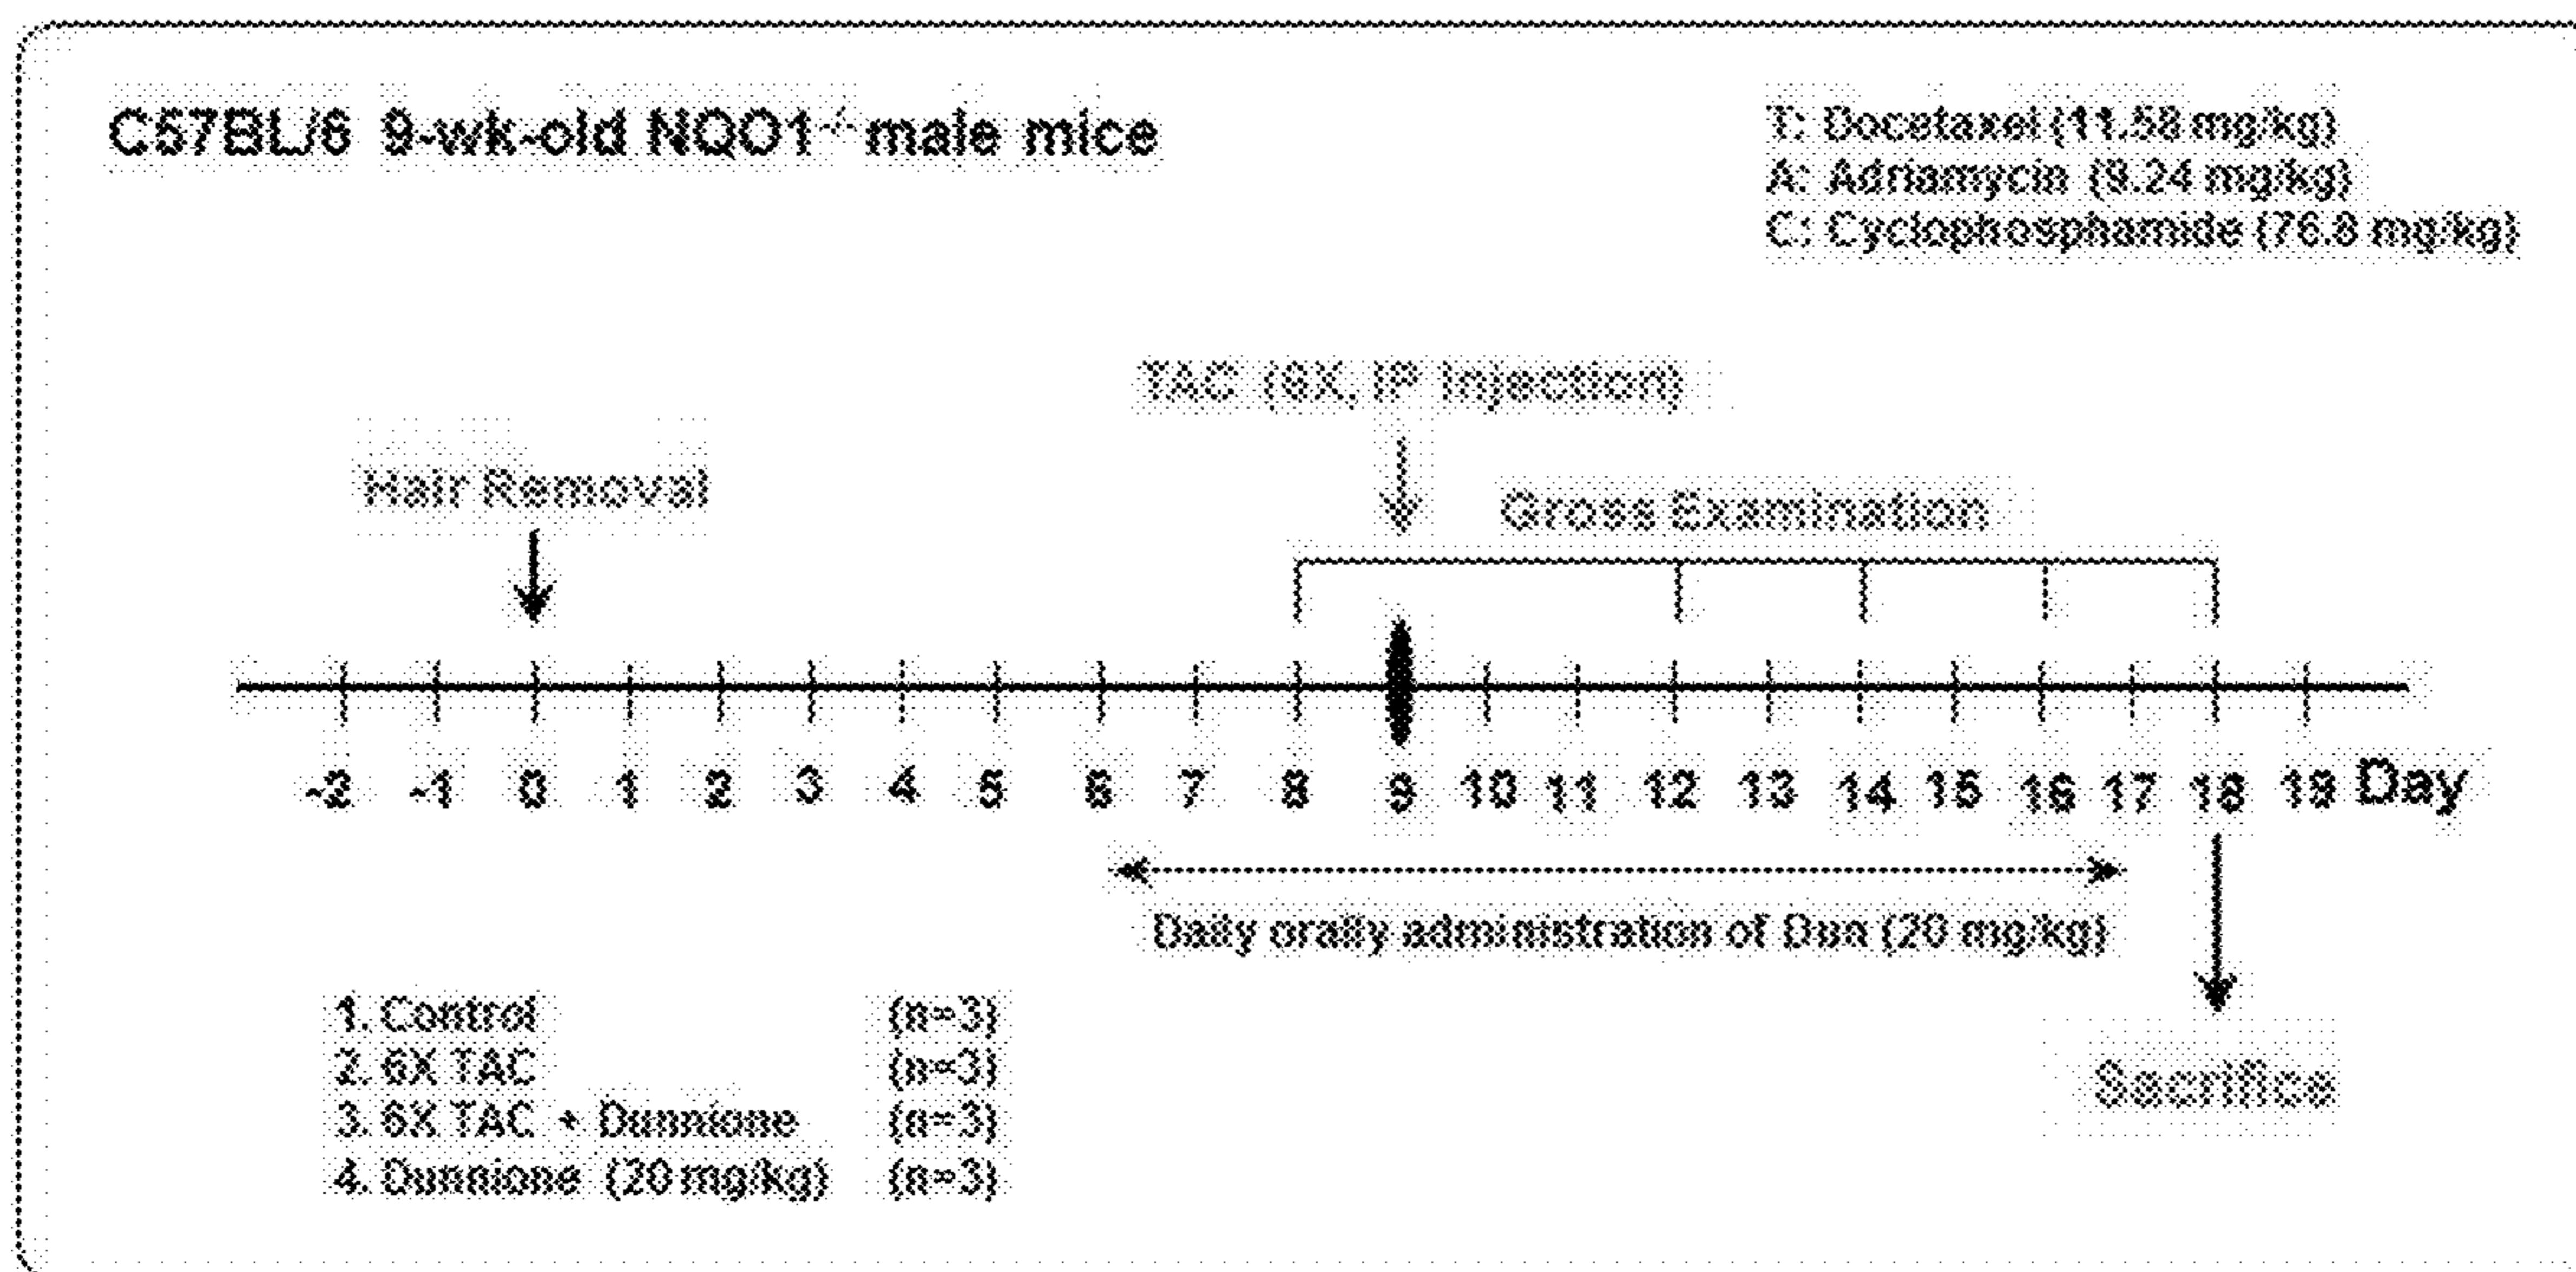 C57BL/6 9-wk-old NQO1-/- male mice
T: Docetaxel (11.58 mg/kg)
A: Adriamycin (9.24 mg/kg)
C: Cyclophosphamide (76.8 mg/kg)
TAC (6X, IP Injection)
Hair Removal
Gross Examination
-2 -1 0 1 2 3 4 5 6 7 8 9 10 11 12 13 14 15 16 17 18 19 Day
Daily orally administration of Dun (20 mg/kg)
1. Control (n=3)
2. 6X TAC (n=3)
3. 6X TAC + Dunnione (n=3)
4. Dunnione (20 mg/kg) (n=3)
Sacrifice